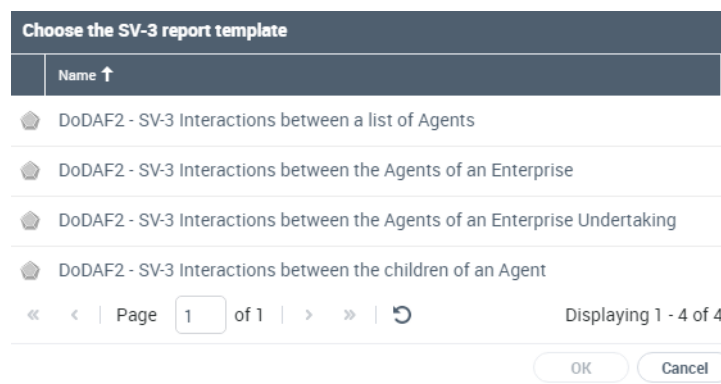 Choose the SV-3 report template
Name
DoDAF2 - SV-3 Interactions between a list of Agents
DoDAF2 - SV-3 Interactions between the Agents of an Enterprise
DoDAF2 - SV-3 Interactions between the Agents of an Enterprise Undertaking
DoDAF2 - SV-3 Interactions between the children of an Agent
« < | Page 1 of 1 | > » | Displaying 1 - 4 of 4
OK Cancel